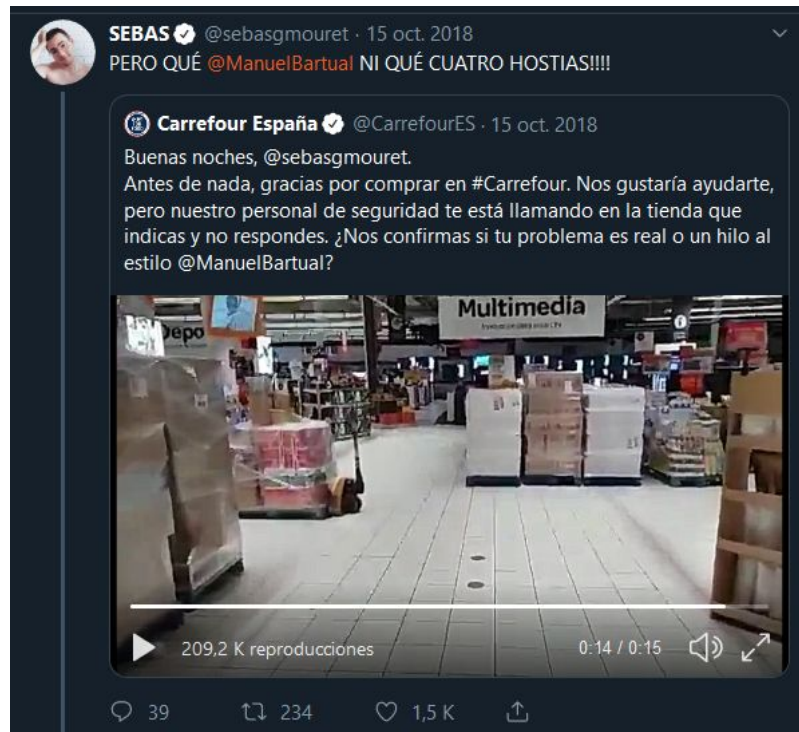 SEBAS @sebasgmouret · 15 oct. 2018
PERO QUÉ @ManuelBartual NI QUÉ CUATRO HOSTIAS!!!!
Carrefour España @CarrefourES · 15 oct. 2018
Buenas noches, @sebasgmouret.
Antes de nada, gracias por comprar en #Carrefour. Nos gustaría ayudarte,
pero nuestro personal de seguridad te está llamando en la tienda que
indicas y no respondes. ¿Nos confirmas si tu problema es real o un hilo al
estilo @ManuelBartual?
Multimedia
Depo
209,2 K reproducciones 0:14 / 0:15
39 234 1,5 K